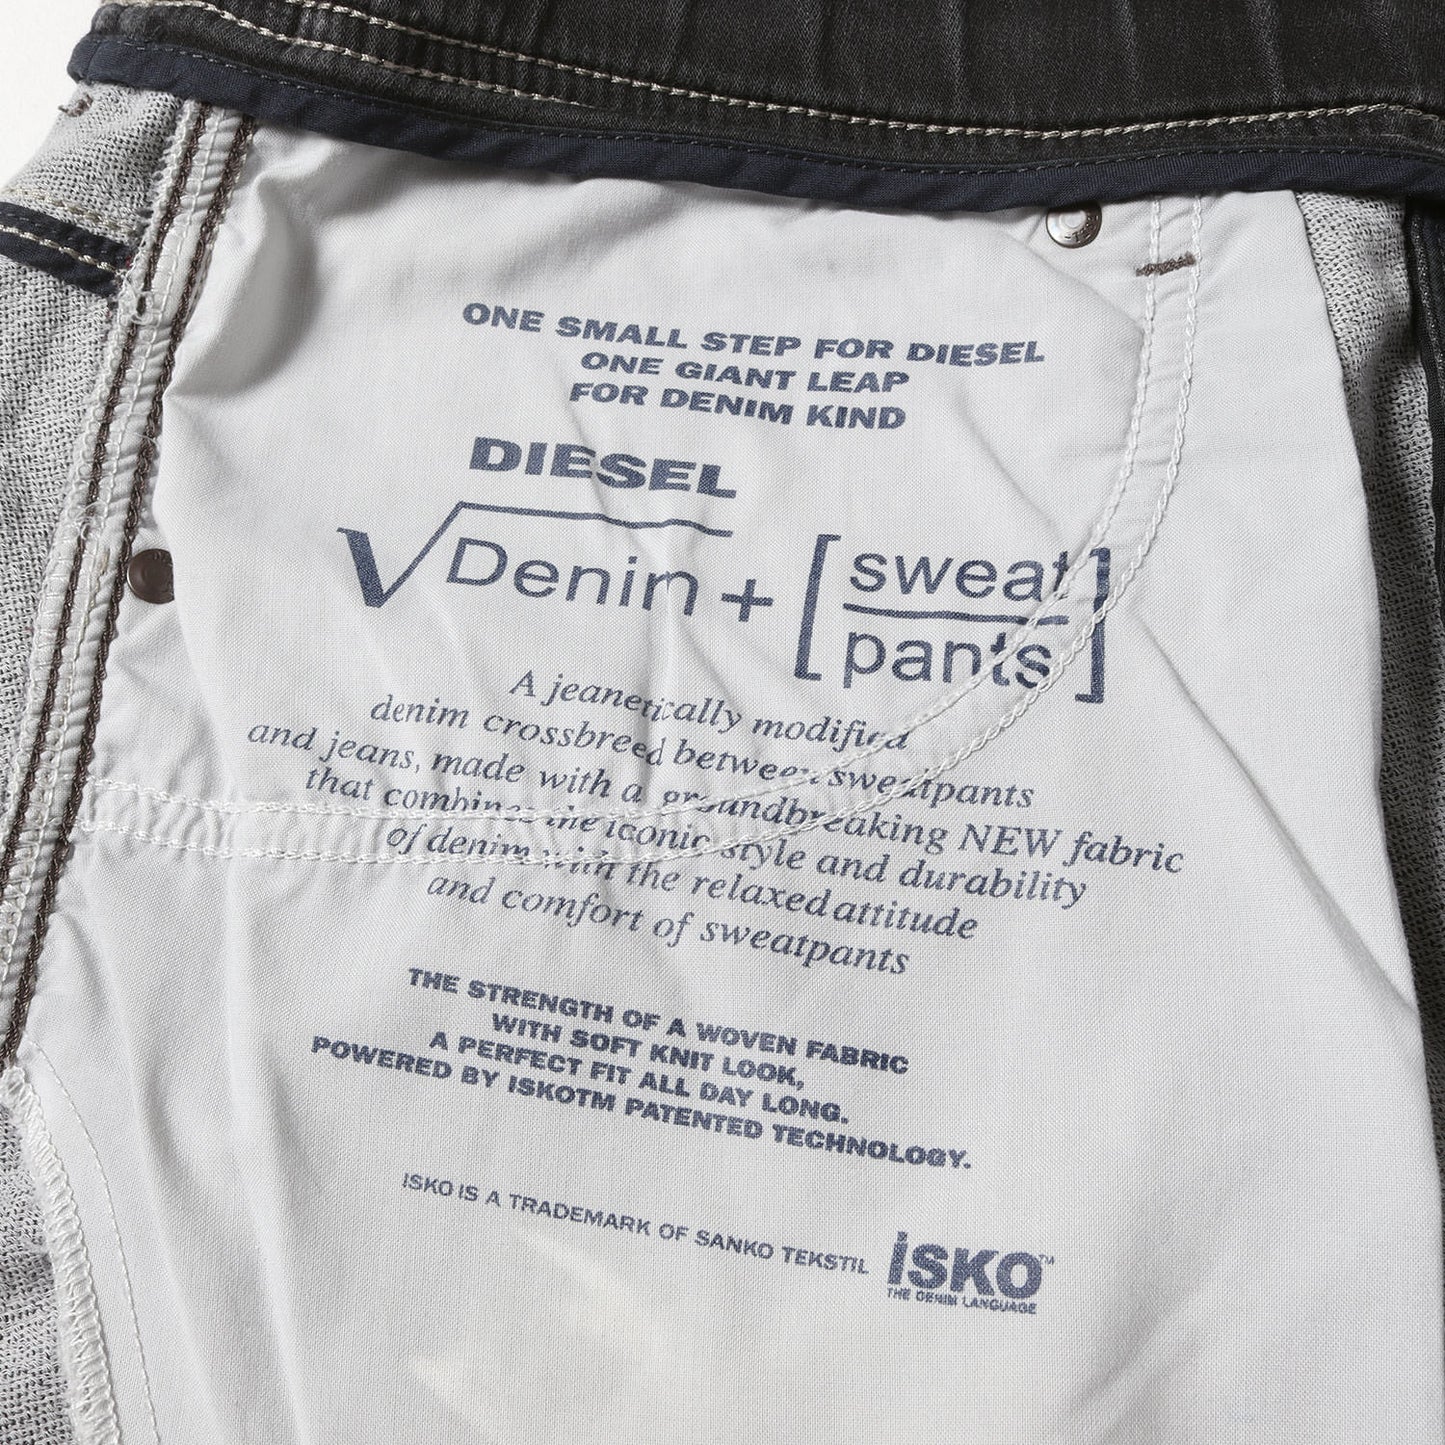 ONE SMALL STEP FOR DIESEL
ONE GIANT LEAP
FOR DENIM KIND
DIESEL
√Denim + [sweat
pants]
A jeanetically modified
denim crossbreed between sweatpants
and jeans, made with a groundbreaking NEW fabric
that combines the iconic style and durability
of denim with the relaxed attitude
and comfort of sweatpants
THE STRENGTH OF A WOVEN FABRIC
WITH SOFT KNIT LOOK,
A PERFECT FIT ALL DAY LONG.
POWERED BY ISKOTM PATENTED TECHNOLOGY.
ISKO IS A TRADEMARK OF SANKO TEKSTIL
İSKO™
THE DENIM LANGUAGE